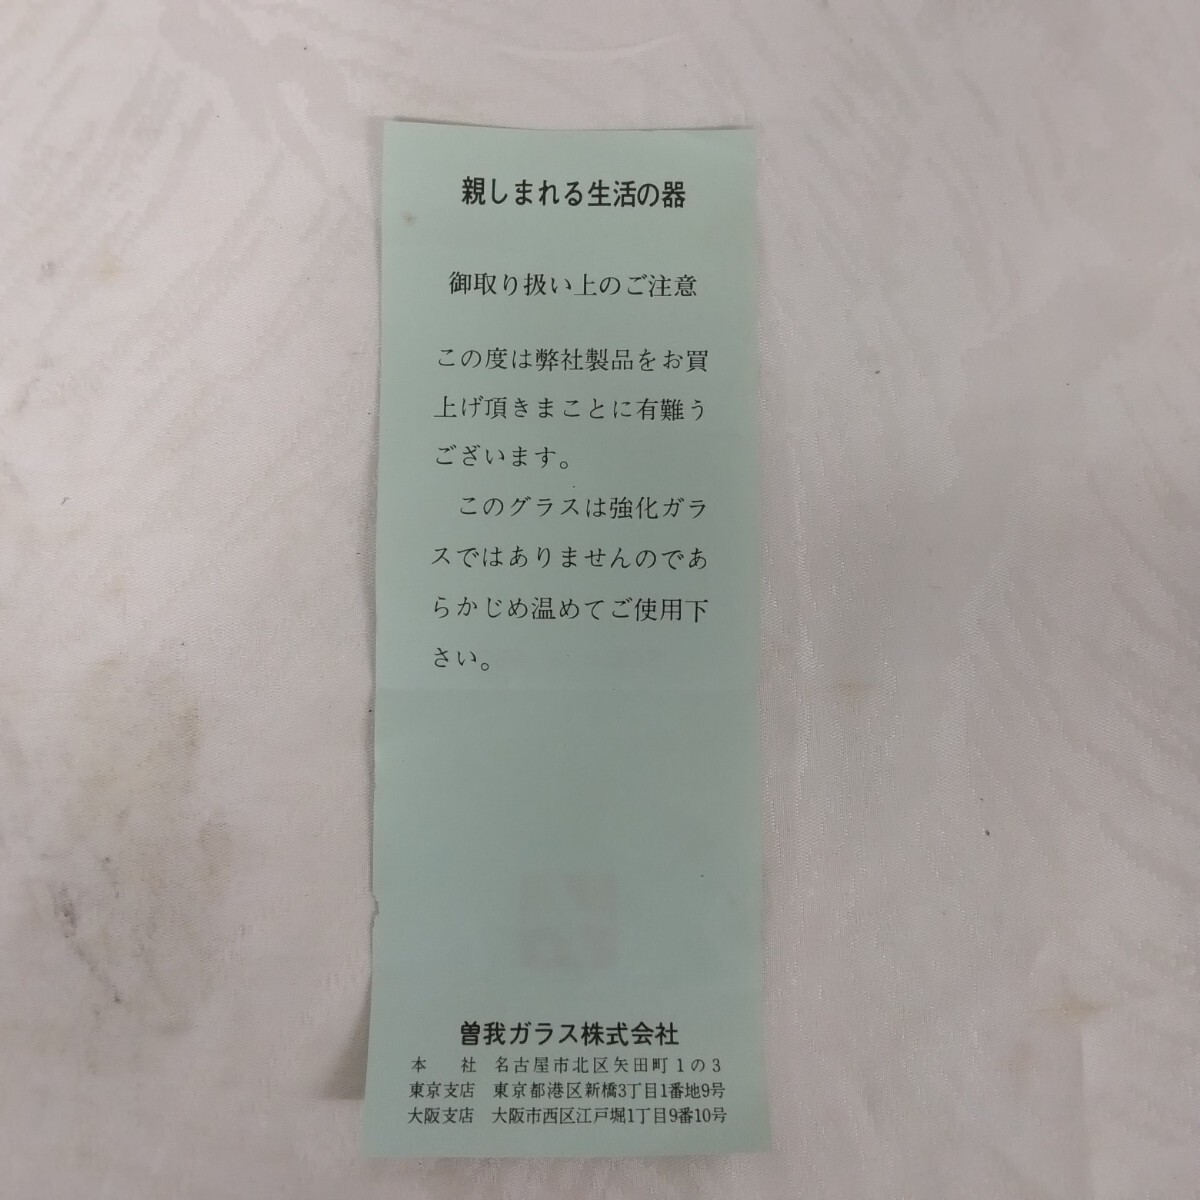 親しまれる生活の器
御取り扱い上のご注意
この度は弊社製品をお買
上げ頂きまことに有難う
ございます。
このグラスは強化ガラ
スではありませんのであ
らかじめ温めてご使用下
さい。
曽我ガラス株式会社
本　社　名古屋市北区矢田町1の3
東京支店　東京都港区新橋3丁目1番地9号
大阪支店　大阪市西区江戸堀1丁目9番10号